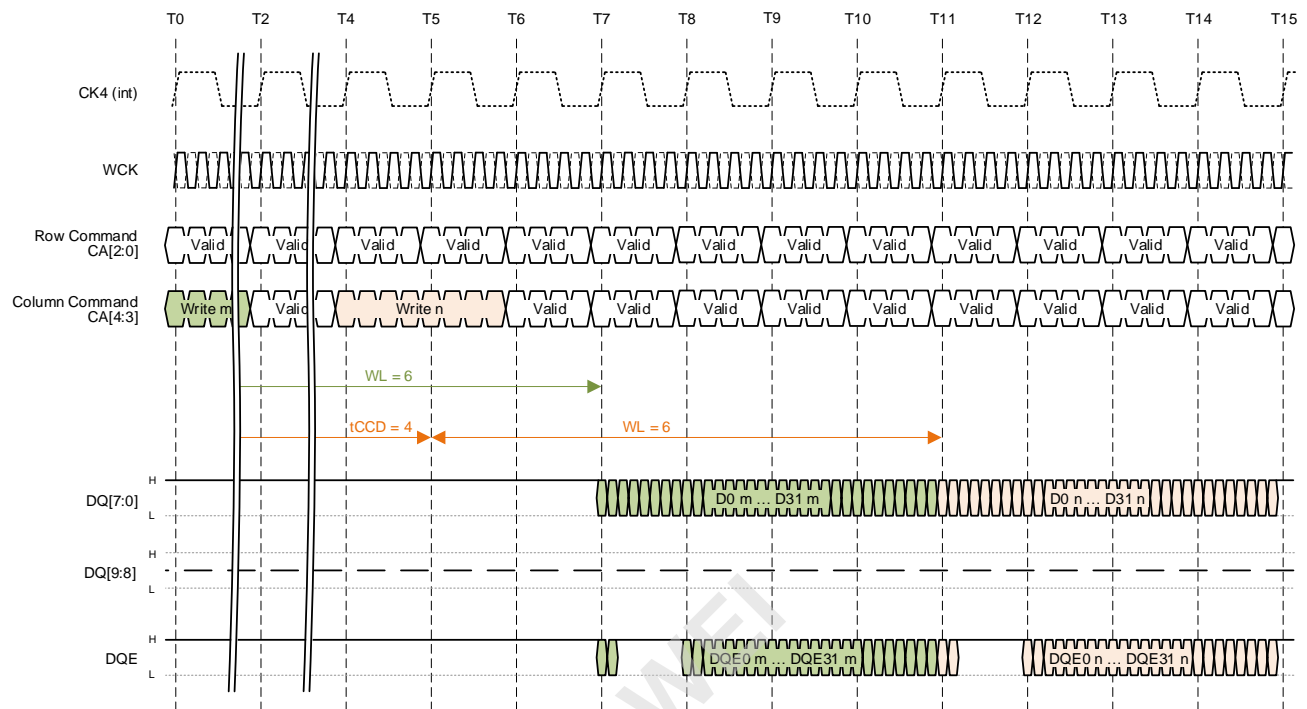 T0 T2 T4 T5 T6 T7 T8 T9 T10 T11 T12 T13 T14 T15
CK4 (int)
WCK
Row Command
CA[2:0]
Valid Valid Valid Valid Valid Valid Valid Valid Valid Valid Valid Valid Valid
Column Command
CA[4:3]
Write m Valid Write n Valid Valid Valid Valid Valid Valid Valid Valid Valid
WL = 6
tCCD = 4 WL = 6
H
DQ[7:0]
D0 m ... D31 m D0 n ... D31 n
L
H
DQ[9:8]
L
H
DQE
DQE0 m ... DQE31 m DQE0 n ... DQE31 n
L
WEI